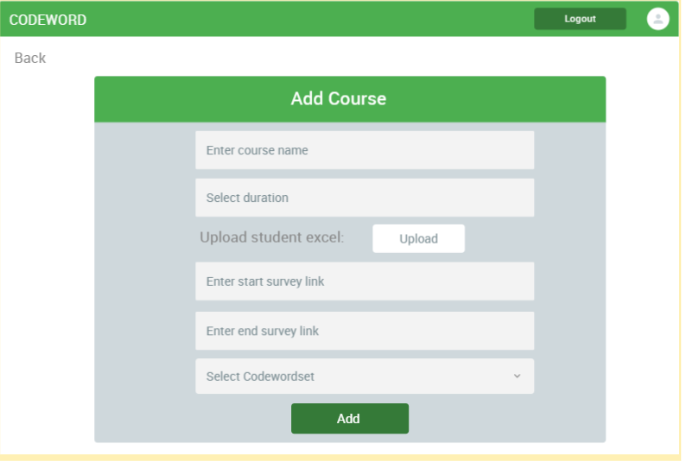 CODEWORD Logout
Back
Add Course
Enter course name
Select duration
Upload student excel: Upload
Enter start survey link
Enter end survey link
Select Codewordset
Add